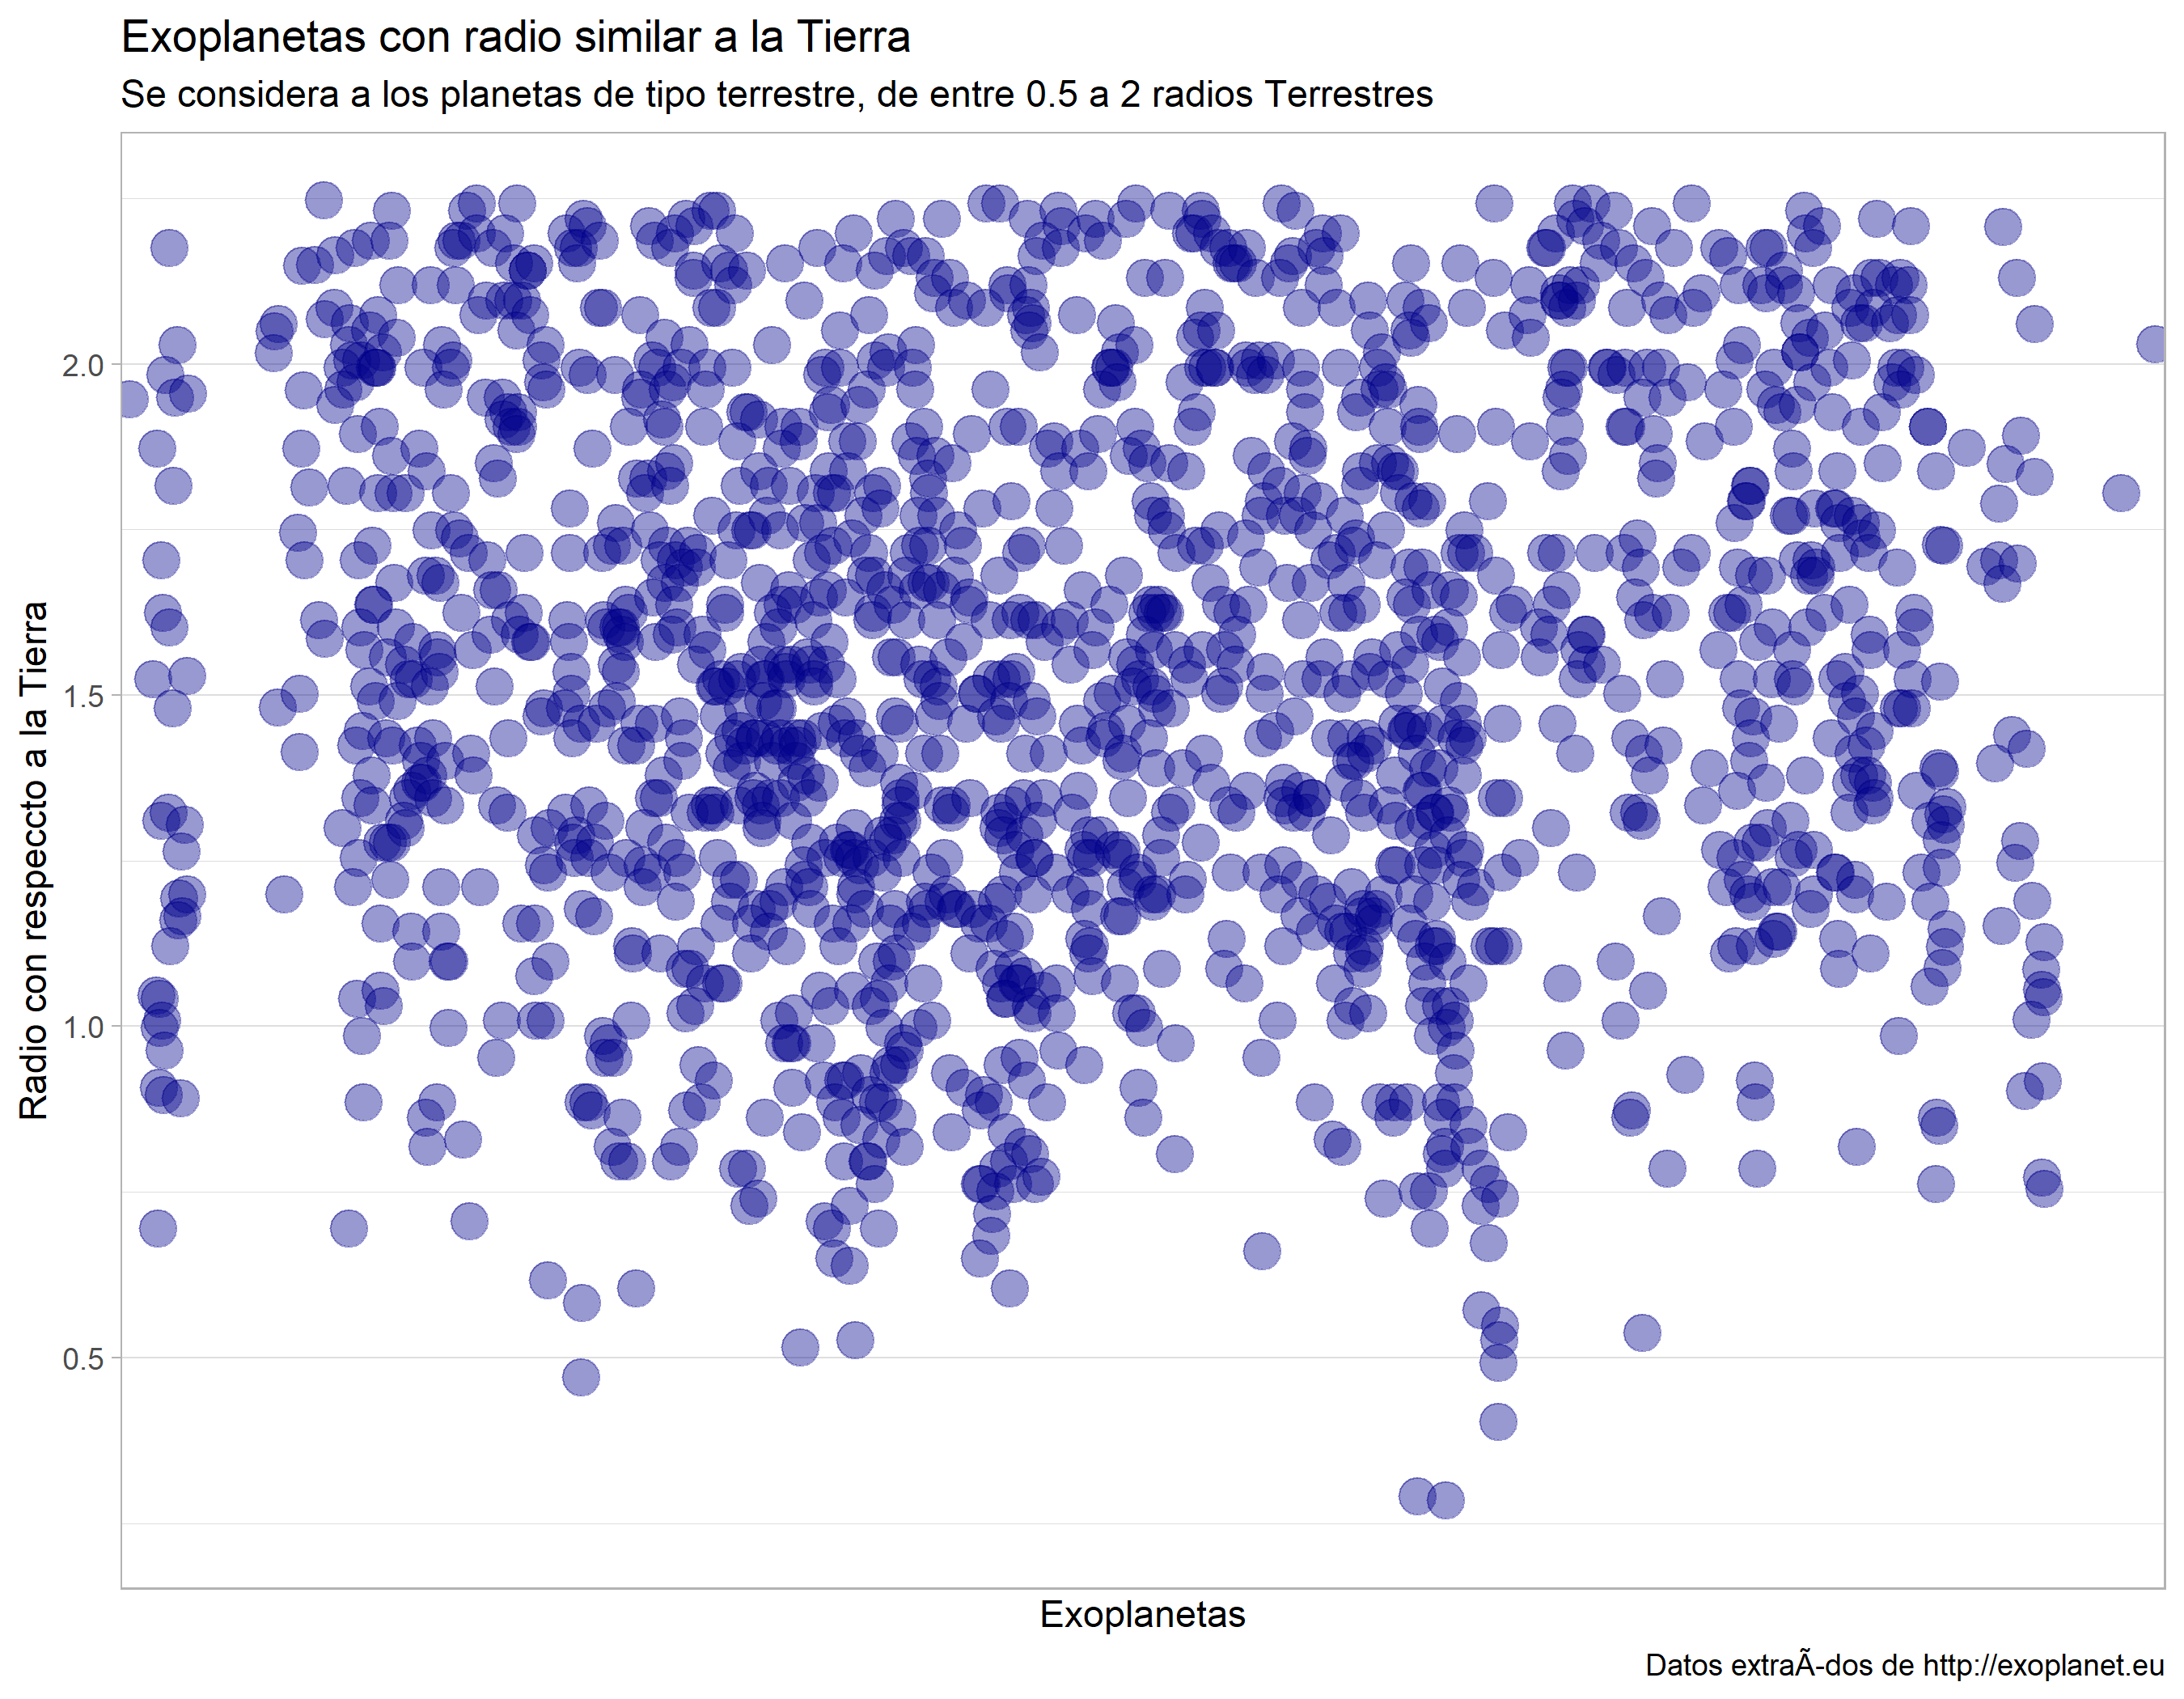 Exoplanetas con radio similar a la Tierra
Se considera a los planetas de tipo terrestre, de entre 0.5 a 2 radios Terrestres
Radio con respeccto a la Tierra
2.0
1.5
1.0
0.5
Exoplanetas
Datos extraÃ-dos de http://exoplanet.eu